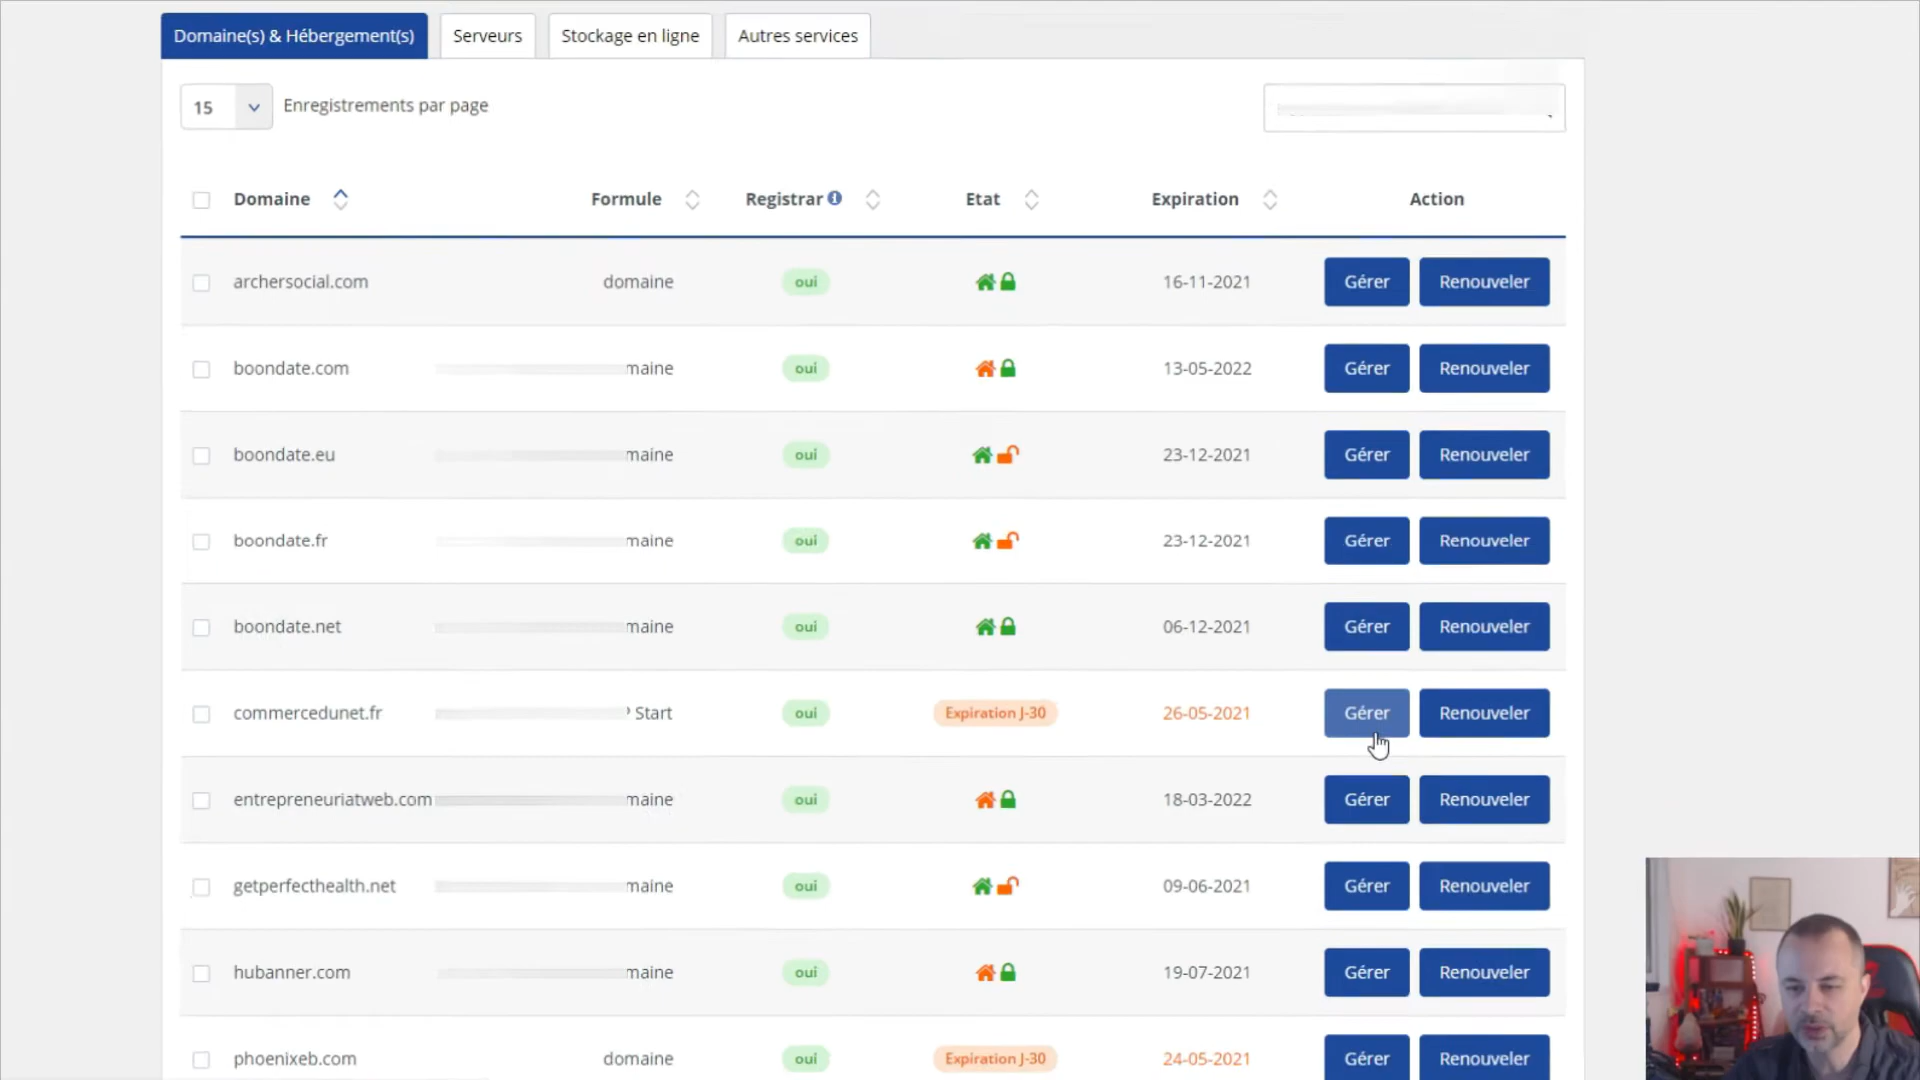 Domaine(s) & Hébergement(s) Serveurs Stockage en ligne Autres services
15 Enregistrements par page
Domaine Formule Registrar Etat Expiration Action
archersocial.com domaine oui 16-11-2021 Gérer Renouveler
boondate.com maine oui 13-05-2022 Gérer Renouveler
boondate.eu maine oui 23-12-2021 Gérer Renouveler
boondate.fr maine oui 23-12-2021 Gérer Renouveler
boondate.net maine oui 06-12-2021 Gérer Renouveler
commercedunet.fr Start oui Expiration J-30 26-05-2021 Gérer Renouveler
entrepreneuriatweb.com maine oui 18-03-2022 Gérer Renouveler
getperfecthealth.net maine oui 09-06-2021 Gérer Renouveler
hubanner.com maine oui 19-07-2021 Gérer Renouveler
phoenixeb.com domaine oui Expiration J-30 24-05-2021 Gérer Renouveler